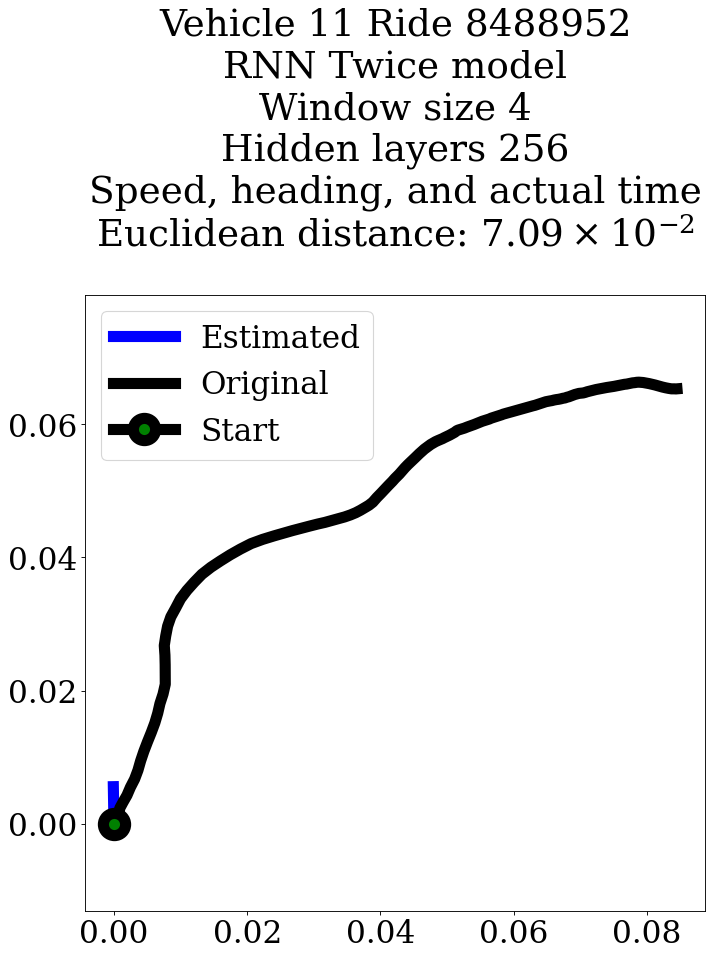 Vehicle 11 Ride 8488952
RNN Twice model
Window size 4
Hidden layers 256
Speed, heading, and actual time
Euclidean distance: 7.09 × 10⁻²
Estimated
Original
Start
0.06
0.04
0.02
0.00
0.00 0.02 0.04 0.06 0.08